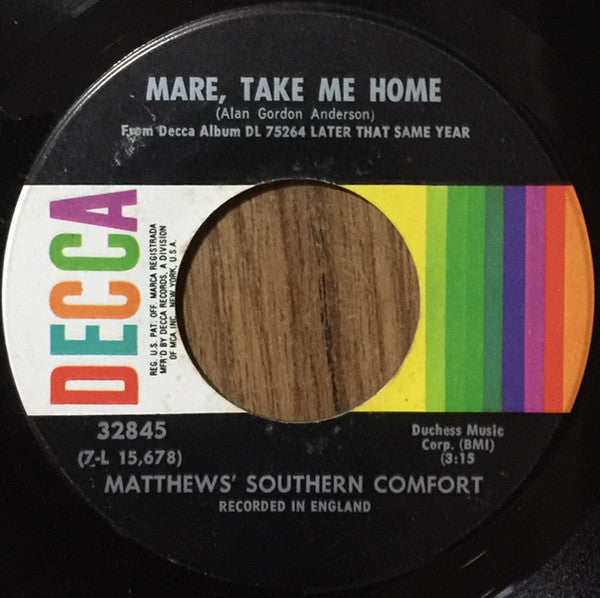 MARE, TAKE ME HOME
(Alan Gordon Anderson)
From Decca Album DL 75264 LATER THAT SAME YEAR
DECCA
REG. U.S. PAT. OFF. MARCA REGISTRADA
MFR'D BY DECCA RECORDS, A DIVISION
OF MCA INC., NEW YORK, U.S.A.
32845
(7-L 15,678)
Duchess Music
Corp. (BMI)
(3:15
MATTHEWS' SOUTHERN COMFORT
RECORDED IN ENGLAND